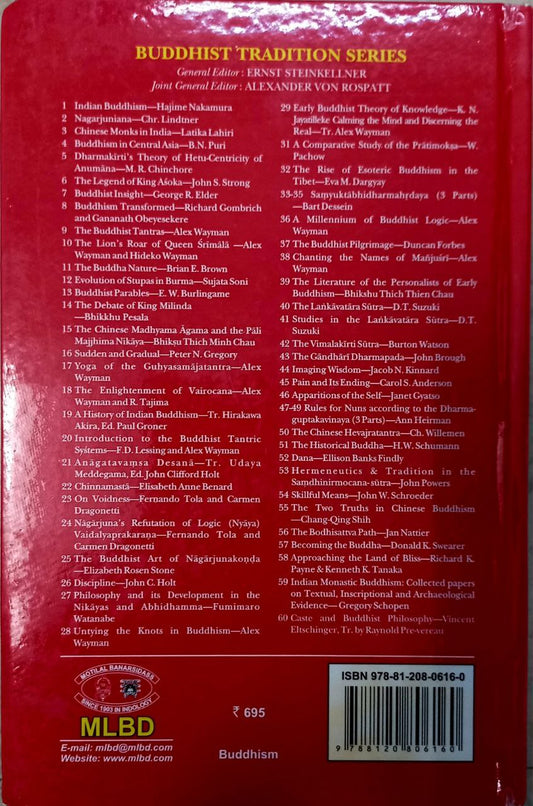 BUDDHIST TRADITION SERIES
General Editor : ERNST STEINKELLNER
Joint General Editor : ALEXANDER VON ROSPATT
1 Indian Buddhism—Hajime Nakamura
2 Nagarjuniana—Chr. Lindtner
3 Chinese Monks in India—Latika Lahiri
4 Buddhism in Central Asia—B.N. Puri
5 Dharmakīrti's Theory of Hetu-Centricity of
Anumāna—M. R. Chinchore
6 The Legend of King Aśoka—John S. Strong
7 Buddhist Insight—George R. Elder
8 Buddhism Transformed—Richard Gombrich
and Gananath Obeyesekere
9 The Buddhist Tantras—Alex Wayman
10 The Lion's Roar of Queen Śrīmālā —Alex
Wayman and Hideko Wayman
11 The Buddha Nature—Brian E. Brown
12 Evolution of Stupas in Burma—Sujata Soni
13 Buddhist Parables—E. W. Burlingame
14 The Debate of King Milinda
—Bhikkhu Pesala
15 The Chinese Madhyama Āgama and the Pāli
Majjhima Nikāya—Bhikṣu Thich Minh Chau
16 Sudden and Gradual—Peter N. Gregory
17 Yoga of the Guhyasamājatantra—Alex
Wayman
18 The Enlightenment of Vairocana—Alex
Wayman and R. Tajima
19 A History of Indian Buddhism—Tr. Hirakawa
Akira, Ed. Paul Groner
20 Introduction to the Buddhist Tantric
Systems—F.D. Lessing and Alex Wayman
21 Anāgatavaṃsa Desanā—Tr. Udaya
Meddegama, Ed. John Clifford Holt
22 Chinnamastā—Elisabeth Anne Benard
23 On Voidness—Fernando Tola and Carmen
Dragonetti
24 Nāgārjuna's Refutation of Logic (Nyāya)
Vaidalyaprakaraṇa—Fernando Tola and
Carmen Dragonetti
25 The Buddhist Art of Nāgārjunakoṇḍa
—Elizabeth Rosen Stone
26 Discipline—John C. Holt
27 Philosophy and its Development in the
Nikāyas and Abhidhamma—Fumimaro
Watanabe
28 Untying the Knots in Buddhism—Alex
Wayman
29 Early Buddhist Theory of Knowledge—K. N.
Jayatilleke Calming the Mind and Discerning the
Real—Tr. Alex Wayman
31 A Comparative Study of the Prātimokṣa—W.
Pachow
32 The Rise of Esoteric Buddhism in the
Tibet—Eva M. Dargyay
33-35 Saṃyuktābhidharmahṛdaya (3 Parts)
—Bart Dessein
36 A Millennium of Buddhist Logic—Alex
Wayman
37 The Buddhist Pilgrimage—Duncan Forbes
38 Chanting the Names of Mañjuśrī—Alex
Wayman
39 The Literature of the Personalists of Early
Buddhism—Bhikshu Thich Thien Chau
40 The Laṅkāvatāra Sūtra—D.T. Suzuki
41 Studies in the Laṅkāvatāra Sūtra—D.T.
Suzuki
42 The Vimalakīrti Sūtra—Burton Watson
43 The Gāndhārī Dharmapada—John Brough
44 Imaging Wisdom—Jacob N. Kinnard
45 Pain and Its Ending—Carol S. Anderson
46 Apparitions of the Self—Janet Gyatso
47-49 Rules for Nuns according to the Dharma-
guptakavinaya (3 Parts)—Ann Heirman
50 The Chinese Hevajratantra—Ch. Willemen
51 The Historical Buddha—H.W. Schumann
52 Dana—Ellison Banks Findly
53 Hermeneutics & Tradition in the
Saṃdhinirmocana-sūtra—John Powers
54 Skillful Means—John W. Schroeder
55 The Two Truths in Chinese Buddhism
—Chang-Qing Shih
56 The Bodhisattva Path—Jan Nattier
57 Becoming the Buddha—Donald K. Swearer
58 Approaching the Land of Bliss—Richard K.
Payne & Kenneth K. Tanaka
59 Indian Monastic Buddhism: Collected papers
on Textual, Inscriptional and Archaeological
Evidence— Gregory Schopen
60 Caste and Buddhist Philosophy—Vincent
Eltschinger, Tr. by Raynold Prevereau
MOTILAL BANARSIDASS
SINCE 1903 IN INDOLOGY
MLBD
E-mail: mlbd@mlbd.com
Website: www.mlbd.com
₹ 695
Buddhism
ISBN 978-81-208-0616-0
9 788120 806160